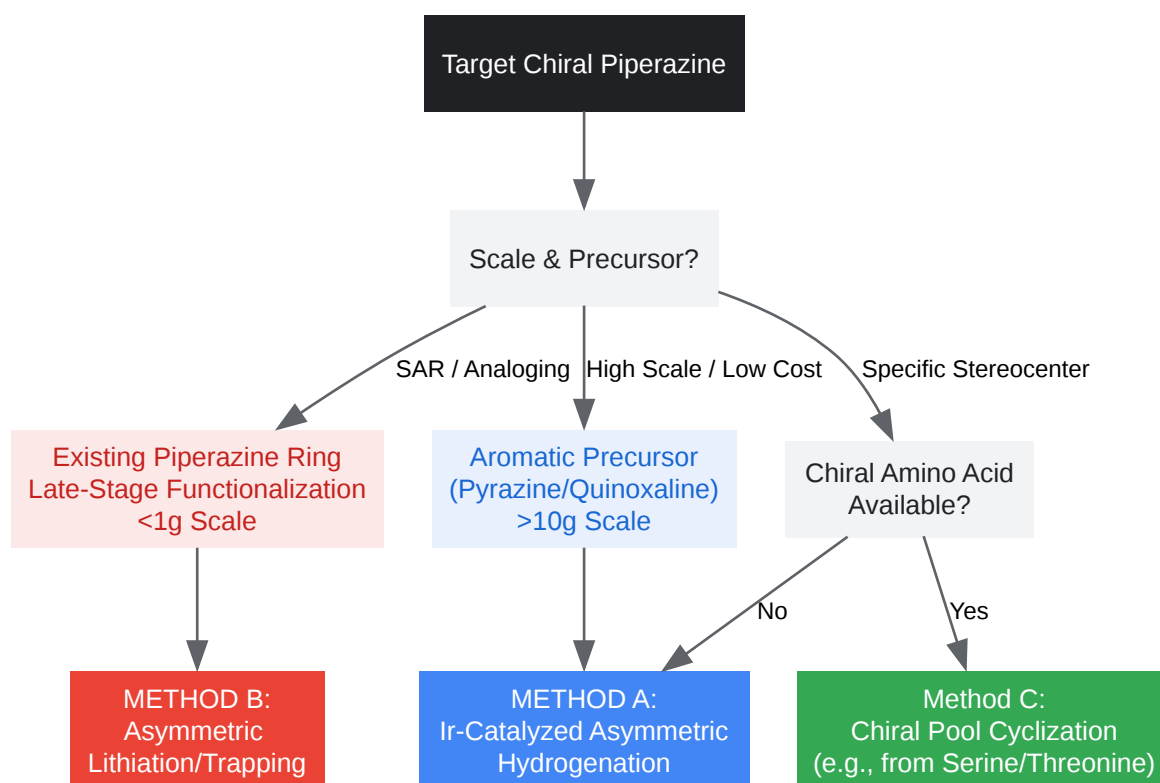 Target Chiral Piperazine
Scale & Precursor?
SAR / Analoging
High Scale / Low Cost
Specific Stereocenter
Existing Piperazine Ring
Late-Stage Functionalization
<1g Scale
Aromatic Precursor
(Pyrazine/Quinoxaline)
>10g Scale
Chiral Amino Acid
Available?
No
Yes
METHOD B:
Asymmetric
Lithiation/Trapping
METHOD A:
Ir-Catalyzed Asymmetric
Hydrogenation
Method C:
Chiral Pool Cyclization
(e.g., from Serine/Threonine)